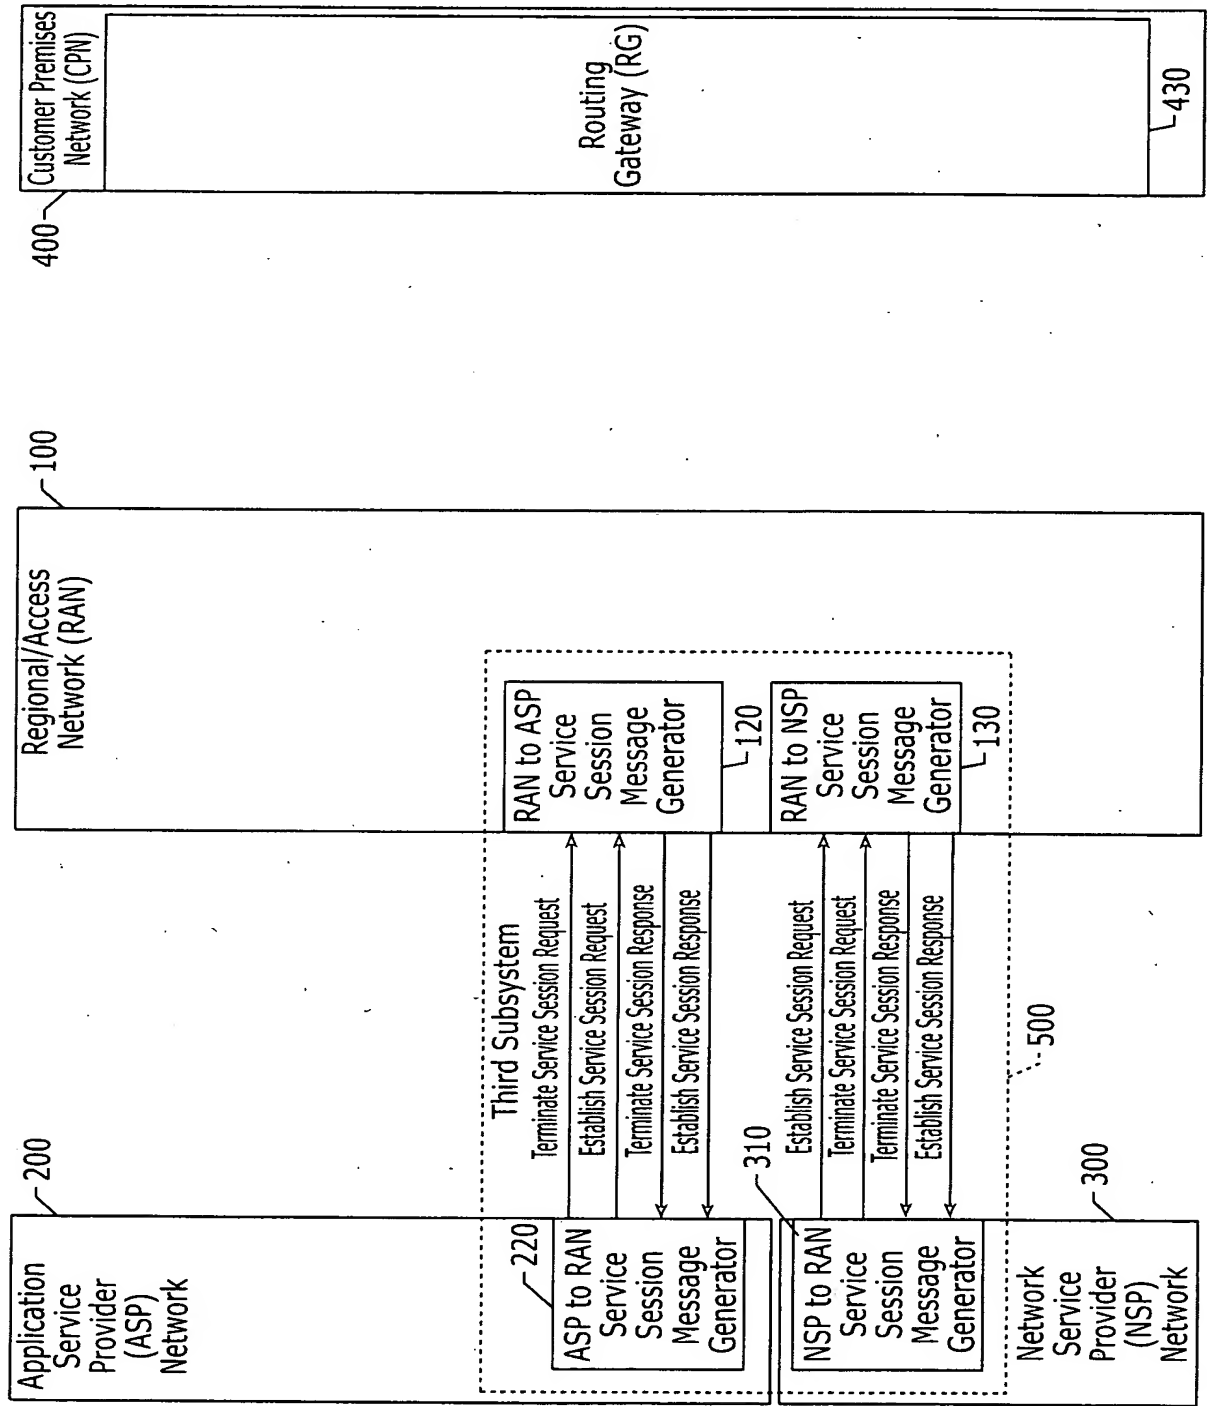 Application
Service
Provider
(ASP)
Network
200
Regional/Access
Network (RAN)
100
Customer Premises
Network (CPN)
400
Routing
Gateway (RG)
430
Third Subsystem
220
ASP to RAN
Service
Session
Message
Generator
Terminate Service Session Request
Establish Service Session Request
Terminate Service Session Response
Establish Service Session Response
RAN to ASP
Service
Session
Message
Generator
120
310
NSP to RAN
Service
Session
Message
Generator
Establish Service Session Request
Terminate Service Session Request
Terminate Service Session Response
Establish Service Session Response
RAN to NSP
Service
Session
Message
Generator
130
500
Network
Service
Provider
(NSP)
Network
300